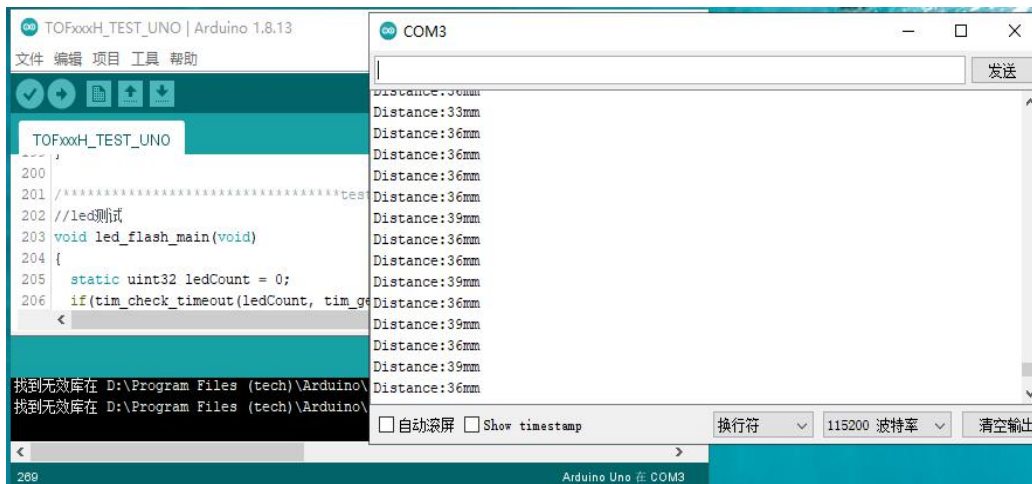 TOFxxxH_TEST_UNO | Arduino 1.8.13
文件 编辑 项目 工具 帮助
TOFxxxH_TEST_UNO
200
201 /**********************************test
202 //led测试
203 void led_flash_main(void)
204 {
205 static uint32 ledCount = 0;
206 if(tim_check_timeout(ledCount, tim_ge
找到无效库在 D:\Program Files (tech)\Arduino\
找到无效库在 D:\Program Files (tech)\Arduino\
269
Arduino Uno 在 COM3
COM3
发送
Distance:36mm
Distance:33mm
Distance:36mm
Distance:36mm
Distance:36mm
Distance:36mm
Distance:39mm
Distance:36mm
Distance:36mm
Distance:39mm
Distance:36mm
Distance:39mm
Distance:36mm
Distance:39mm
Distance:36mm
自动滚屏 Show timestamp
换行符
115200 波特率
清空输出